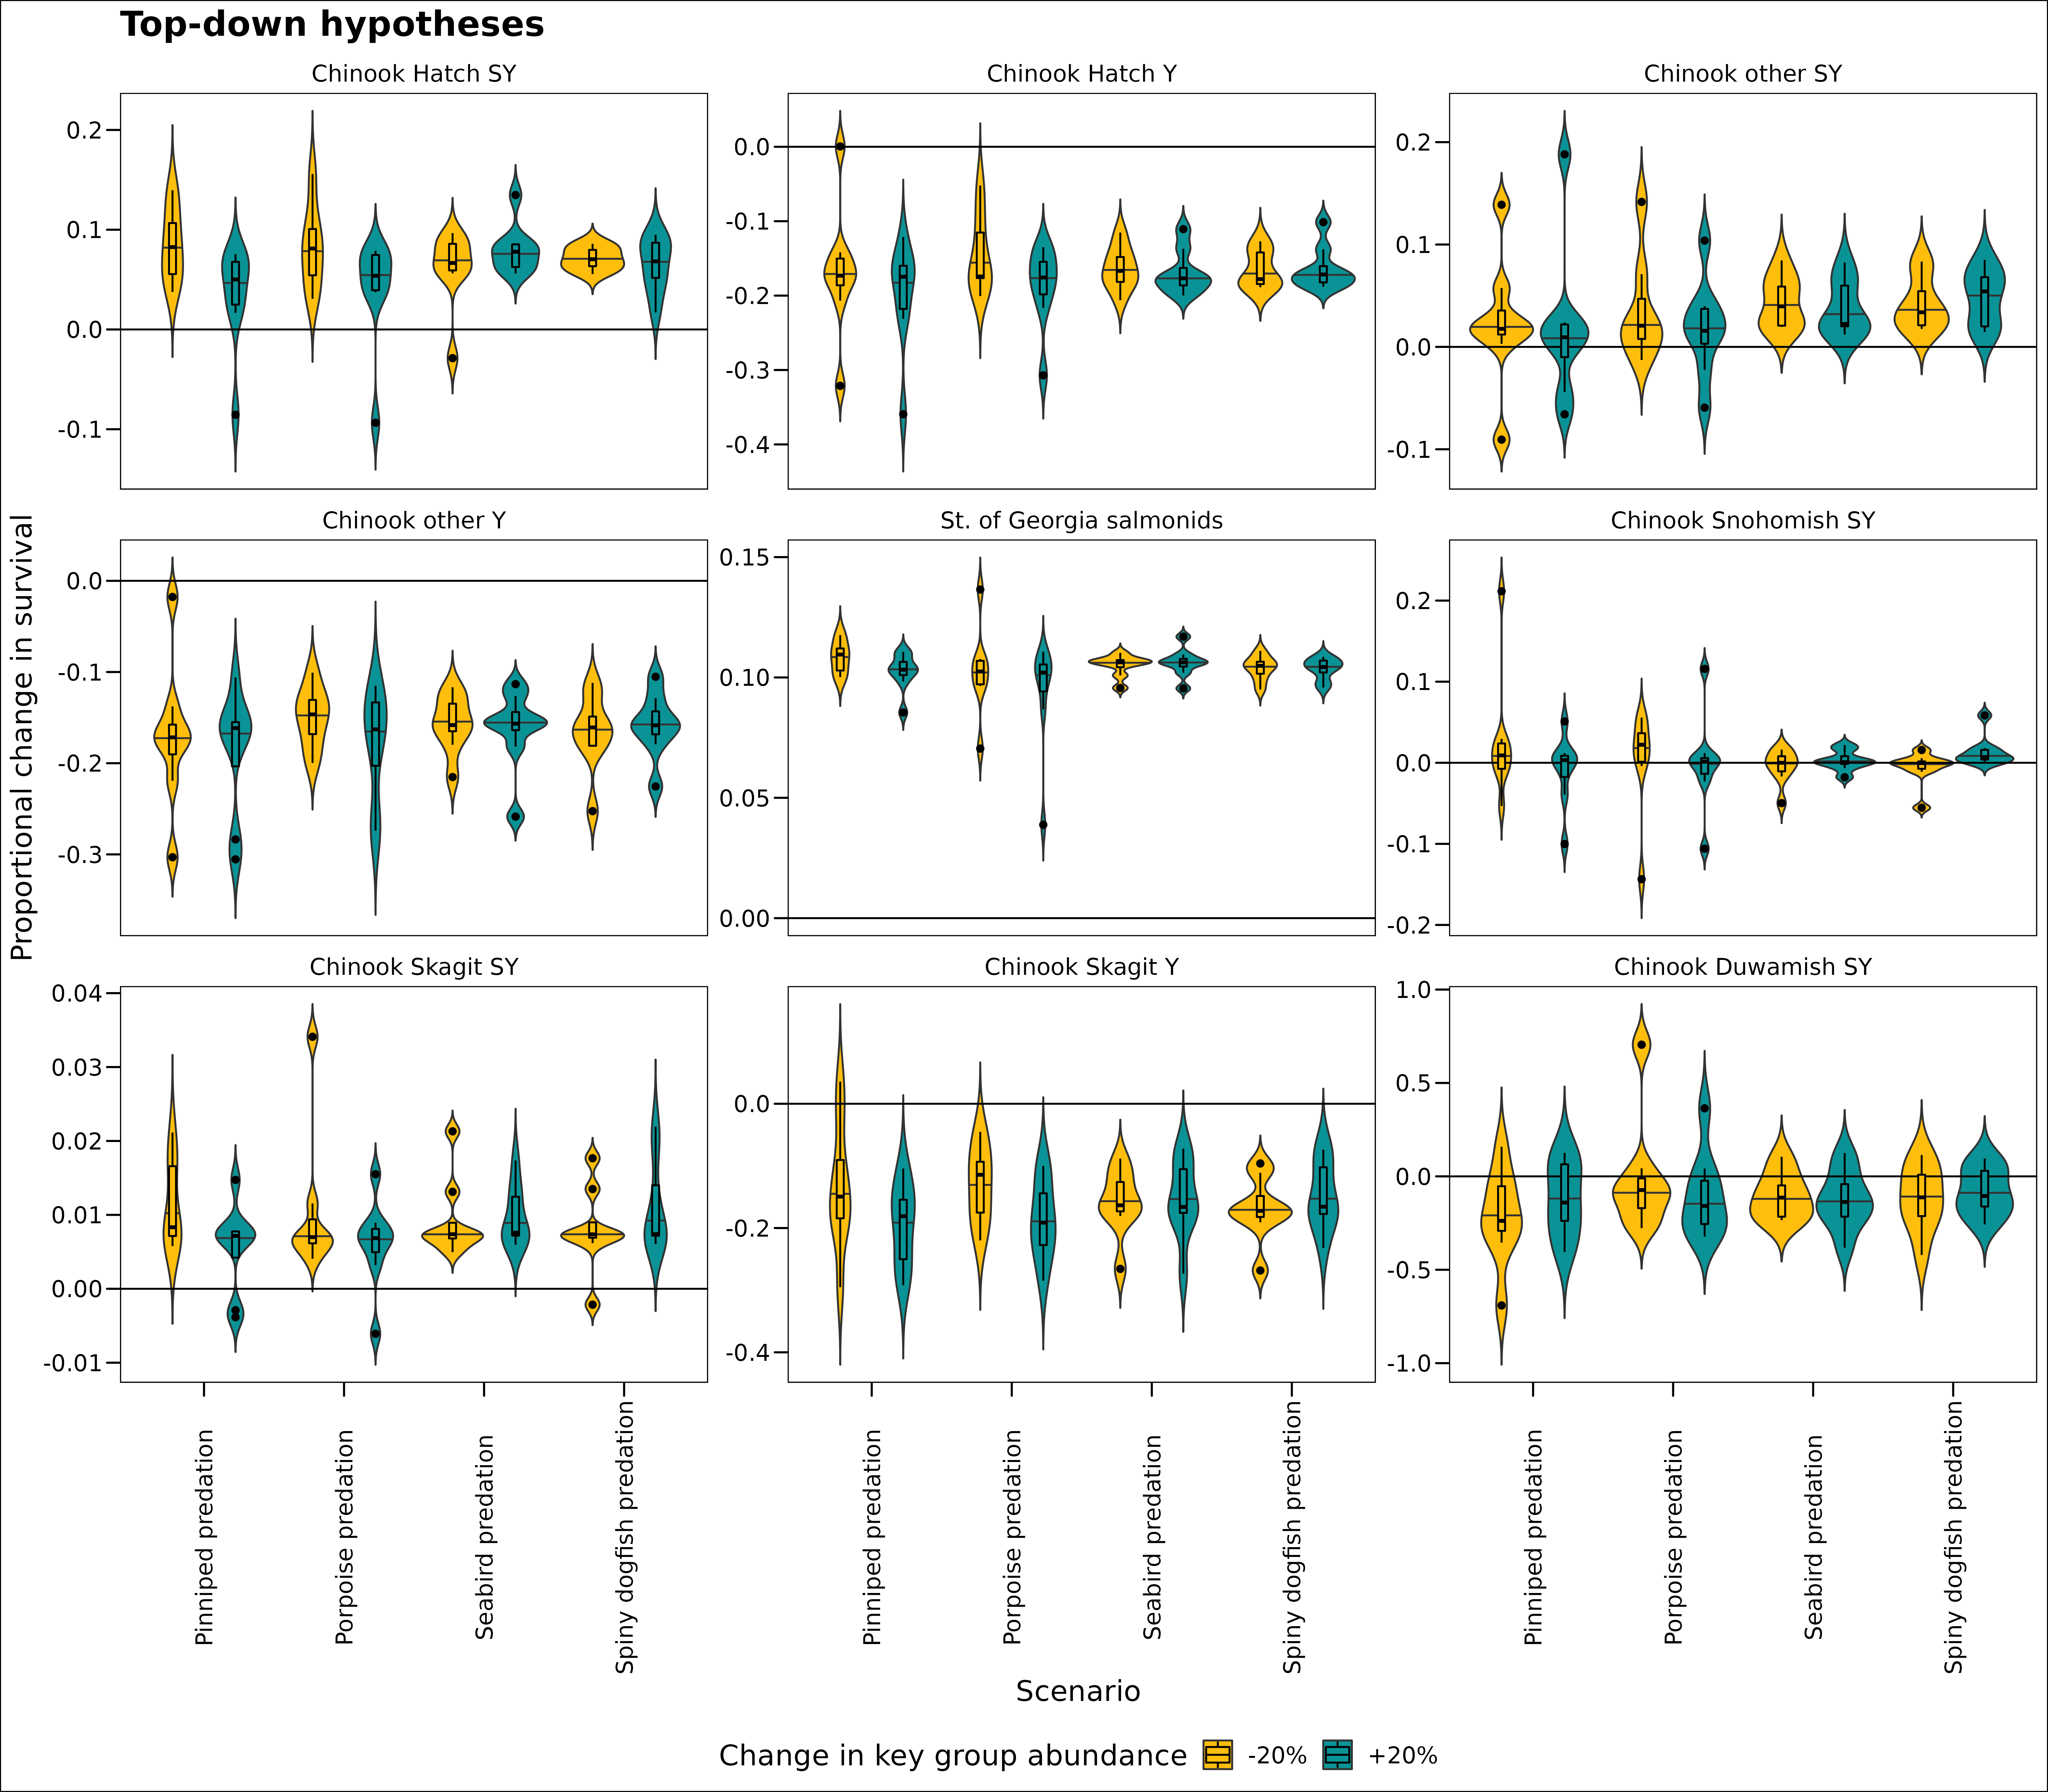 Top-down hypotheses
Chinook Hatch SY
Chinook Hatch Y
Chinook other SY
0.2
0.1
0.0
-0.1
0.0
-0.1
-0.2
-0.3
-0.4
0.2
0.1
0.0
-0.1
Proportional change in survival
Chinook other Y
St. of Georgia salmonids
Chinook Snohomish SY
0.0
-0.1
-0.2
-0.3
0.15
0.10
0.05
0.00
0.2
0.1
0.0
-0.1
-0.2
Chinook Skagit SY
Chinook Skagit Y
Chinook Duwamish SY
0.04
0.03
0.02
0.01
0.00
-0.01
0.0
-0.2
-0.4
1.0
0.5
0.0
-0.5
-1.0
Pinniped predation
Porpoise predation
Seabird predation
Spiny dogfish predation
Pinniped predation
Porpoise predation
Seabird predation
Spiny dogfish predation
Pinniped predation
Porpoise predation
Seabird predation
Spiny dogfish predation
Scenario
Change in key group abundance -20% +20%